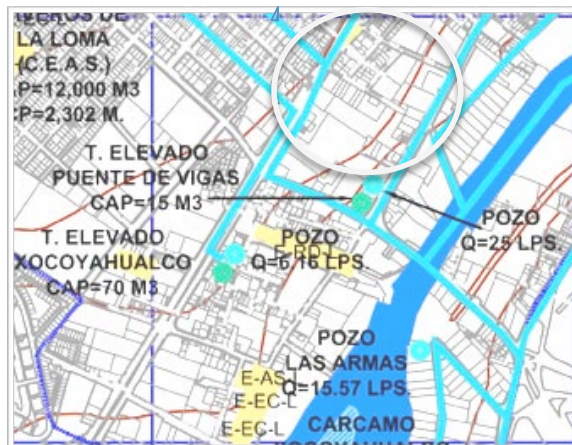 LA LOMA
(C.E.A.S.)
AP=12,000 M3
CP=2,302 M.
T. ELEVADO
PUENTE DE VIGAS
CAP=15 M3
T. ELEVADO
XOCOYAHUALCO
CAP=70 M3
POZO
Q=6.16 LPS.
POZO
Q=25 LPS.
POZO
LAS ARMAS
Q=15.57 LPS.
E-AS-L
E-EC-L
E-EC-L
CARCAMO